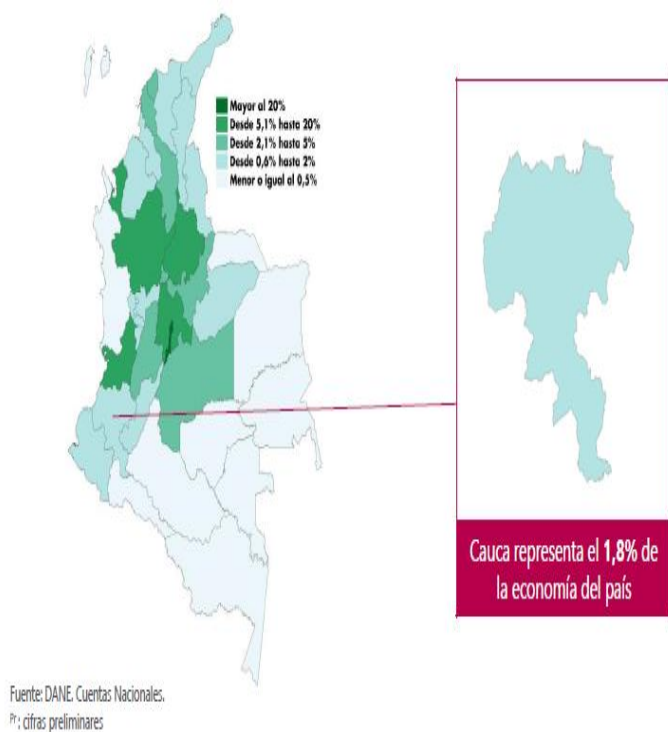 Mayor al 20%
Desde 5,1% hasta 20%
Desde 2,1% hasta 5%
Desde 0,6% hasta 2%
Menor o igual al 0,5%
Cauca representa el 1,8% de
la economía del país
Fuente: DANE. Cuentas Nacionales.
Pr: cifras preliminares